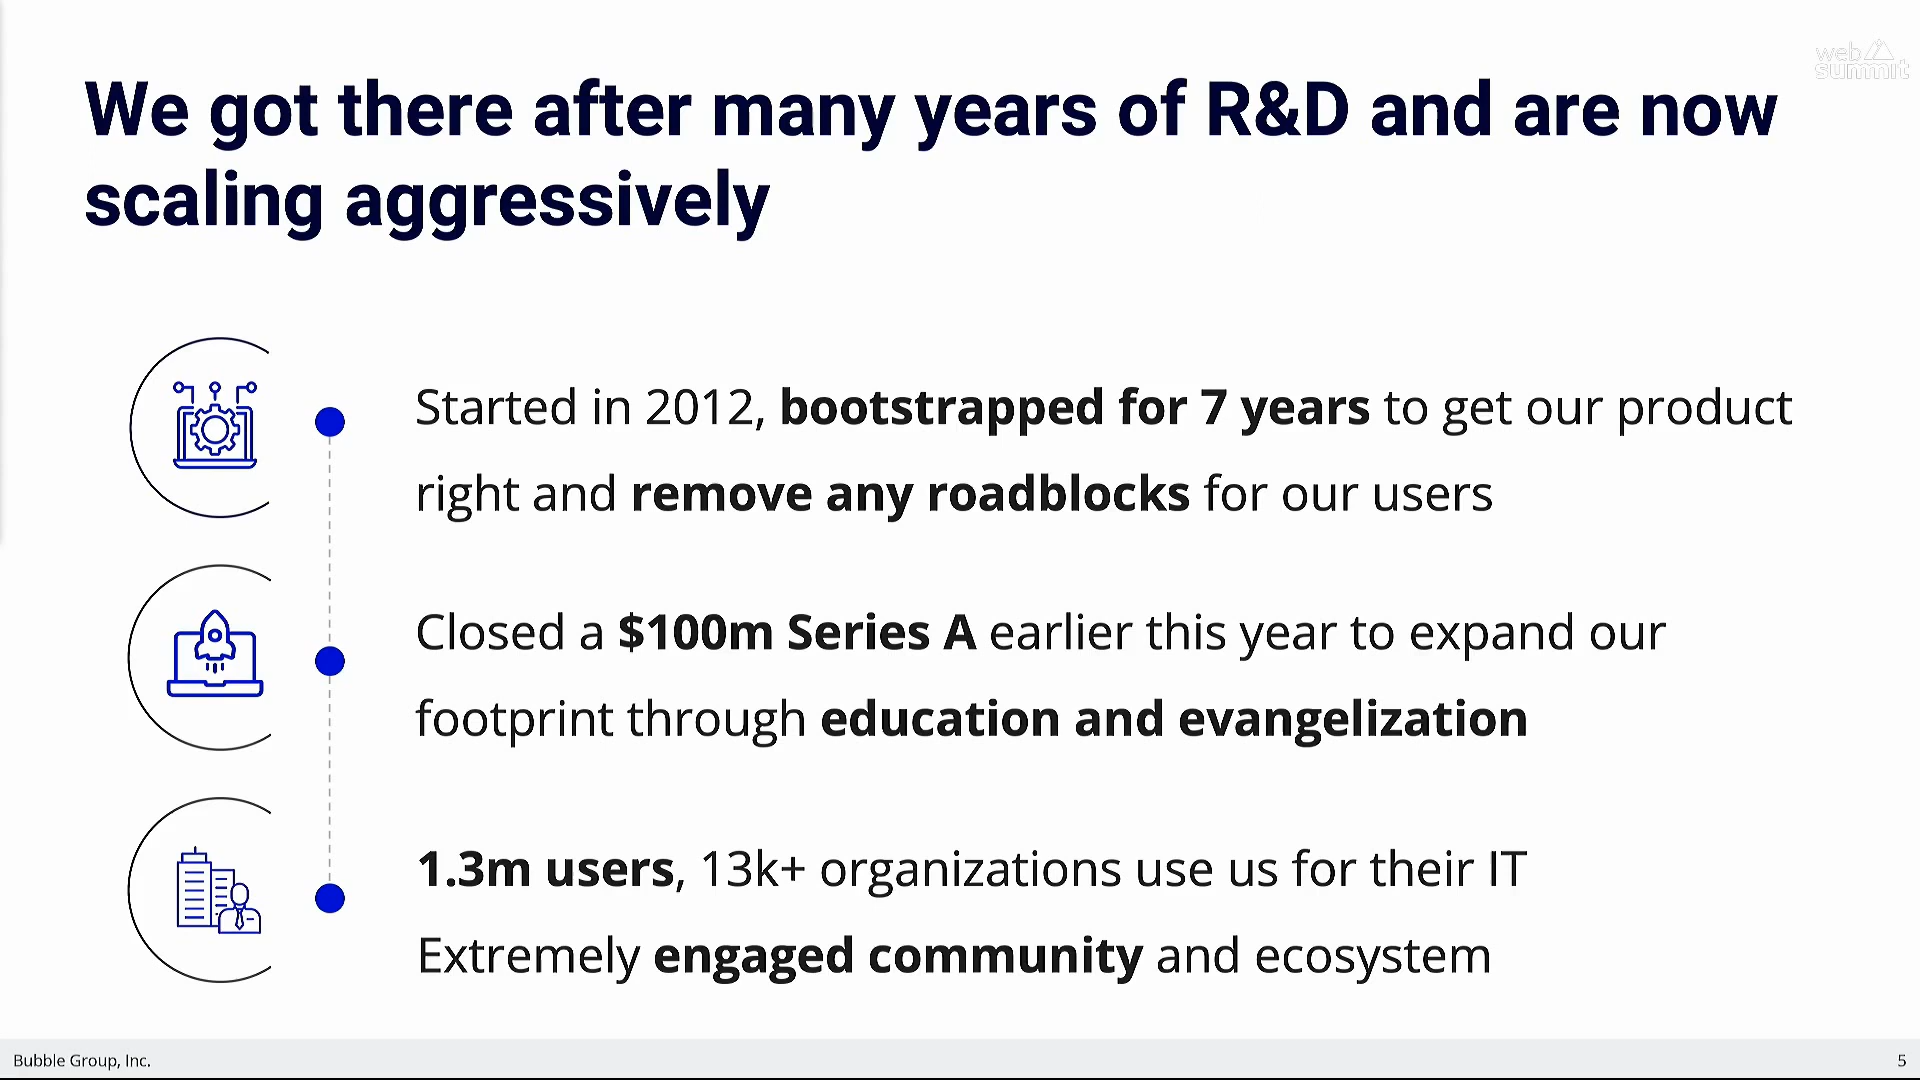 web
summit
We got there after many years of R&D and are now
scaling aggressively
Started in 2012, bootstrapped for 7 years to get our product
right and remove any roadblocks for our users
Closed a $100m Series A earlier this year to expand our
footprint through education and evangelization
1.3m users, 13k+ organizations use us for their IT
Extremely engaged community and ecosystem
Bubble Group, Inc.
5